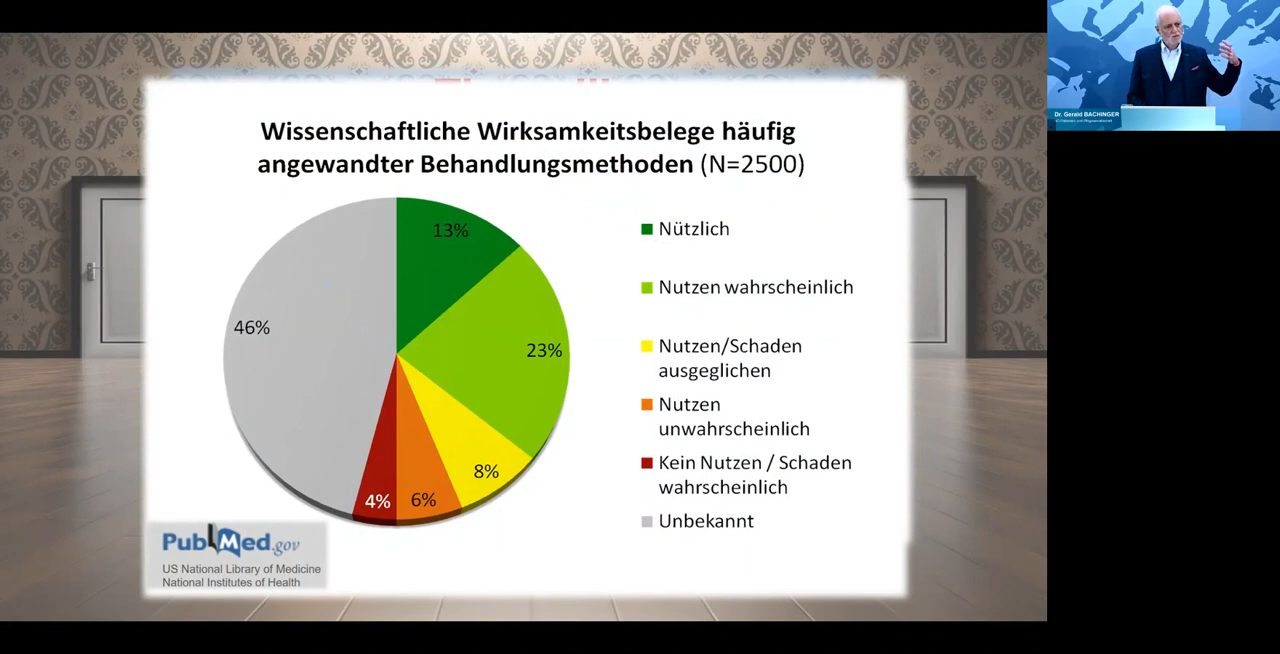 Wissenschaftliche Wirksamkeitsbelege häufig
angewandter Behandlungsmethoden (N=2500)
13%
23%
8%
6%
4%
46%
Nützlich
Nutzen wahrscheinlich
Nutzen/Schaden
ausgeglichen
Nutzen
unwahrscheinlich
Kein Nutzen / Schaden
wahrscheinlich
Unbekannt
PubMed.gov
US National Library of Medicine
National Institutes of Health
Dr. Gerald BACHINGER